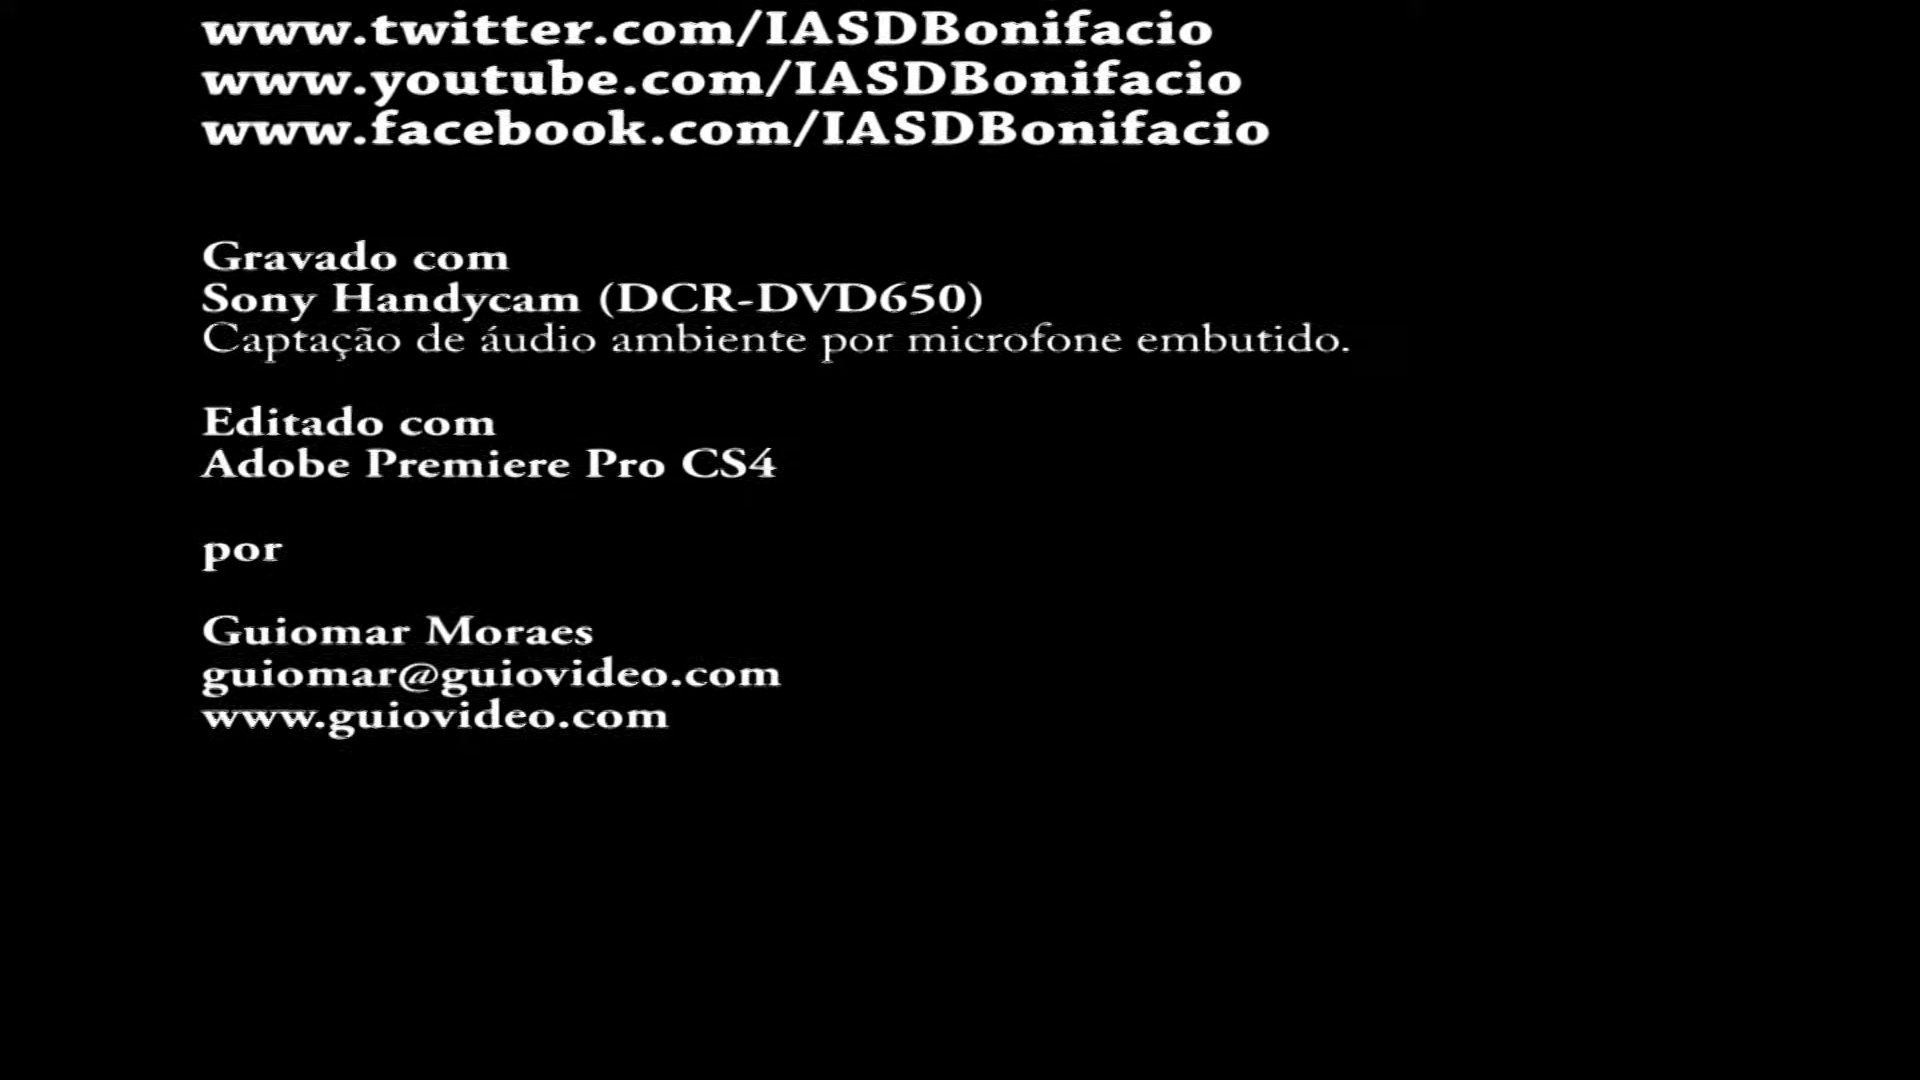 www.twitter.com/IASDBonifacio
www.youtube.com/IASDBonifacio
www.facebook.com/IASDBonifacio
Gravado com
Sony Handycam (DCR-DVD650)
Captação de áudio ambiente por microfone embutido.
Editado com
Adobe Premiere Pro CS4
por
Guiomar Moraes
guiomar@guiovideo.com
www.guiovideo.com